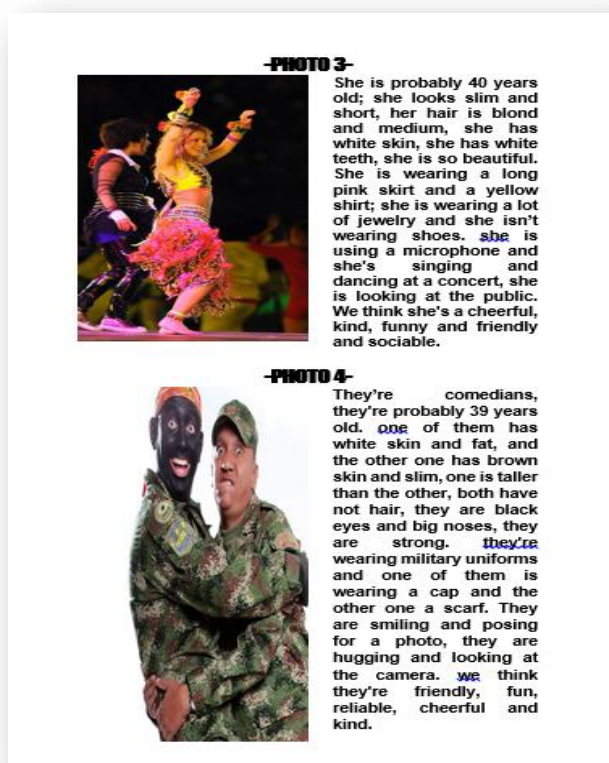 -PHOTO 3-
She is probably 40 years
old; she looks slim and
short, her hair is blond
and medium, she has
white skin, she has white
teeth, she is so beautiful.
She is wearing a long
pink skirt and a yellow
shirt; she is wearing a lot
of jewelry and she isn't
wearing shoes. she is
using a microphone and
she's singing and
dancing at a concert, she
is looking at the public.
We think she's a cheerful,
kind, funny and friendly
and sociable.
-PHOTO 4-
They're comedians,
they're probably 39 years
old. one of them has
white skin and fat, and
the other one has brown
skin and slim, one is taller
than the other, both have
not hair, they are black
eyes and big noses, they
are strong. they're
wearing military uniforms
and one of them is
wearing a cap and the
other one a scarf. They
are smiling and posing
for a photo, they are
hugging and looking at
the camera. we think
they're friendly, fun,
reliable, cheerful and
kind.